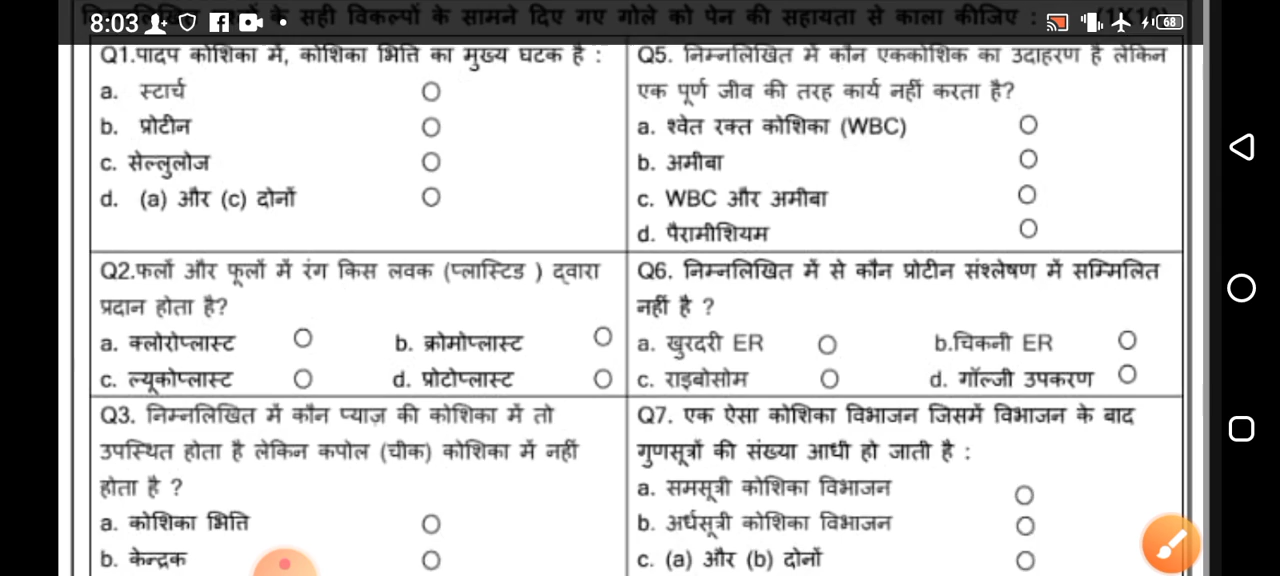 8:03
68
के सही विकल्पों के सामने दिए गए गोले को पेन की सहायता से काला कीजिए :
Q1.पादप कोशिका में, कोशिका भित्ति का मुख्य घटक है :
a. स्टार्च
b. प्रोटीन
c. सेल्लुलोज
d. (a) और (c) दोनों
Q5. निम्नलिखित में कौन एककोशिक का उदाहरण है लेकिन
एक पूर्ण जीव की तरह कार्य नहीं करता है?
a. श्वेत रक्त कोशिका (WBC)
b. अमीबा
c. WBC और अमीबा
d. पैरामीशियम
Q2.फलों और फूलों में रंग किस लवक (प्लास्टिड ) द्वारा
प्रदान होता है?
a. क्लोरोप्लास्ट b. क्रोमोप्लास्ट
c. ल्यूकोप्लास्ट d. प्रोटोप्लास्ट
Q6. निम्नलिखित में से कौन प्रोटीन संश्लेषण में सम्मिलित
नहीं है ?
a. खुरदरी ER b.चिकनी ER
c. राइबोसोम d. गॉल्जी उपकरण
Q3. निम्नलिखित में कौन प्याज़ की कोशिका में तो
उपस्थित होता है लेकिन कपोल (चीक) कोशिका में नहीं
होता है ?
a. कोशिका भित्ति
b. केन्द्रक
Q7. एक ऐसा कोशिका विभाजन जिसमें विभाजन के बाद
गुणसूत्रों की संख्या आधी हो जाती है :
a. समसूत्री कोशिका विभाजन
b. अर्धसूत्री कोशिका विभाजन
c. (a) और (b) दोनों